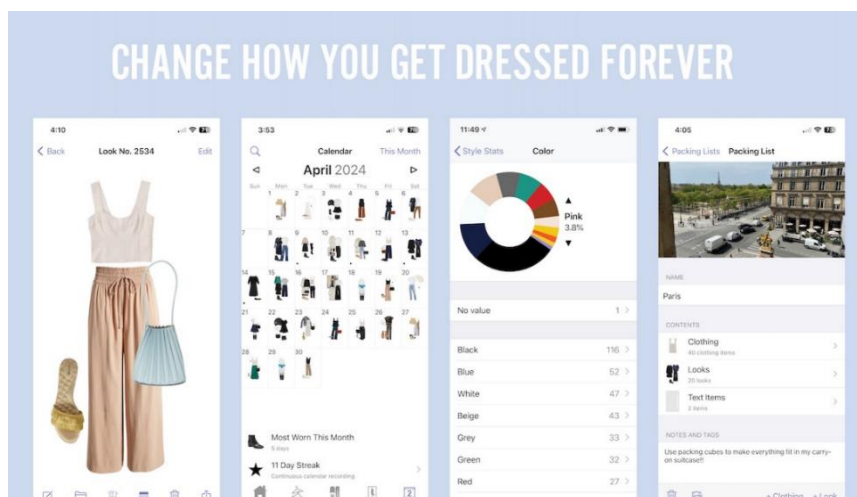 CHANGE HOW YOU GET DRESSED FOREVER
4:10
Back
Look No. 2534
Edit
3:53
Calendar
This Month
April 2024
Sun Mon Tue Wed Thu Fri Sat
1 2 3 4 5 6
7 8 9 10 11 12 13
14 15 16 17 18 19 20
21 22 23 24 25 26 27
28 29 30
Most Worn This Month
5 days
11 Day Streak
Continuous calendar recording
11:49
Style Stats
Color
Pink
3.8%
No value 1
Black 116
Blue 52
White 47
Beige 43
Grey 33
Green 32
Red 27
4:05
Packing Lists
Packing List
NAME
Paris
CONTENTS
Clothing
40 clothing items
Looks
20 looks
Text Items
2 items
NOTES AND TAGS
Use packing cubes to make everything fit in my carry-
on suitcase!!
+ Clothing + Look